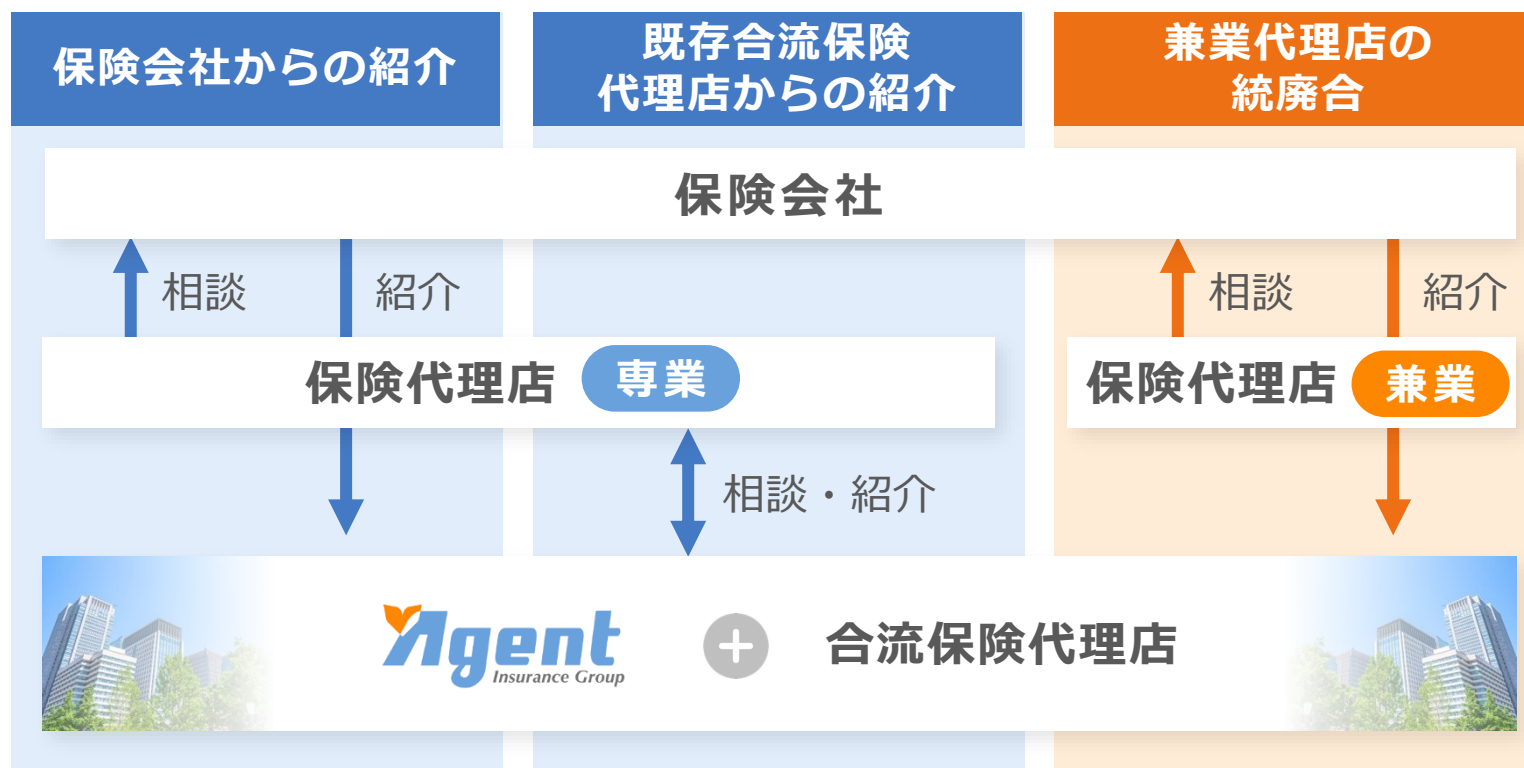 保険会社からの紹介
既存合流保険
代理店からの紹介
兼業代理店の
統廃合
保険会社
相談
紹介
相談
紹介
保険代理店 専業
保険代理店 兼業
相談・紹介
Agent
Insurance Group
+
合流保険代理店